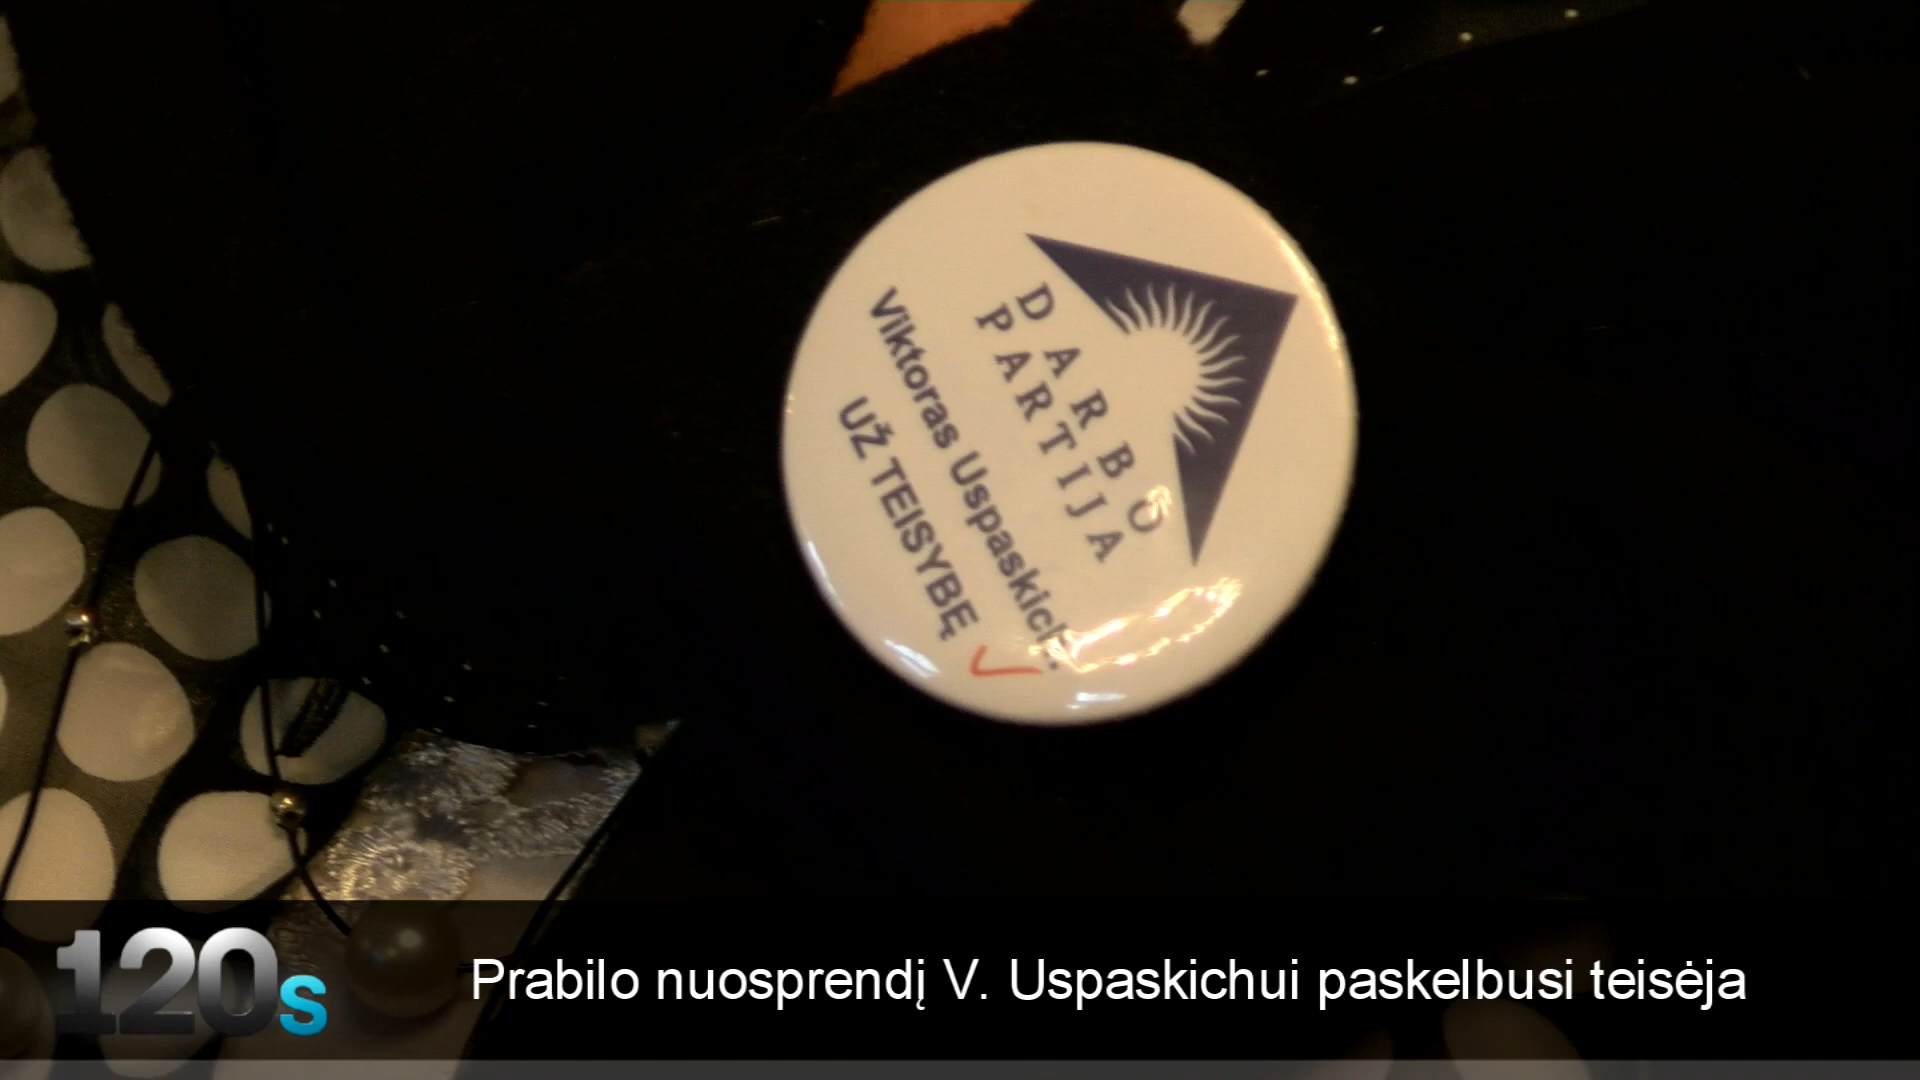 DARBO
PARTIJA
Viktoras Uspaskich.
UŽ TEISYBĘ
120s
Prabilo nuosprendį V. Uspaskichui paskelbusi teisėja